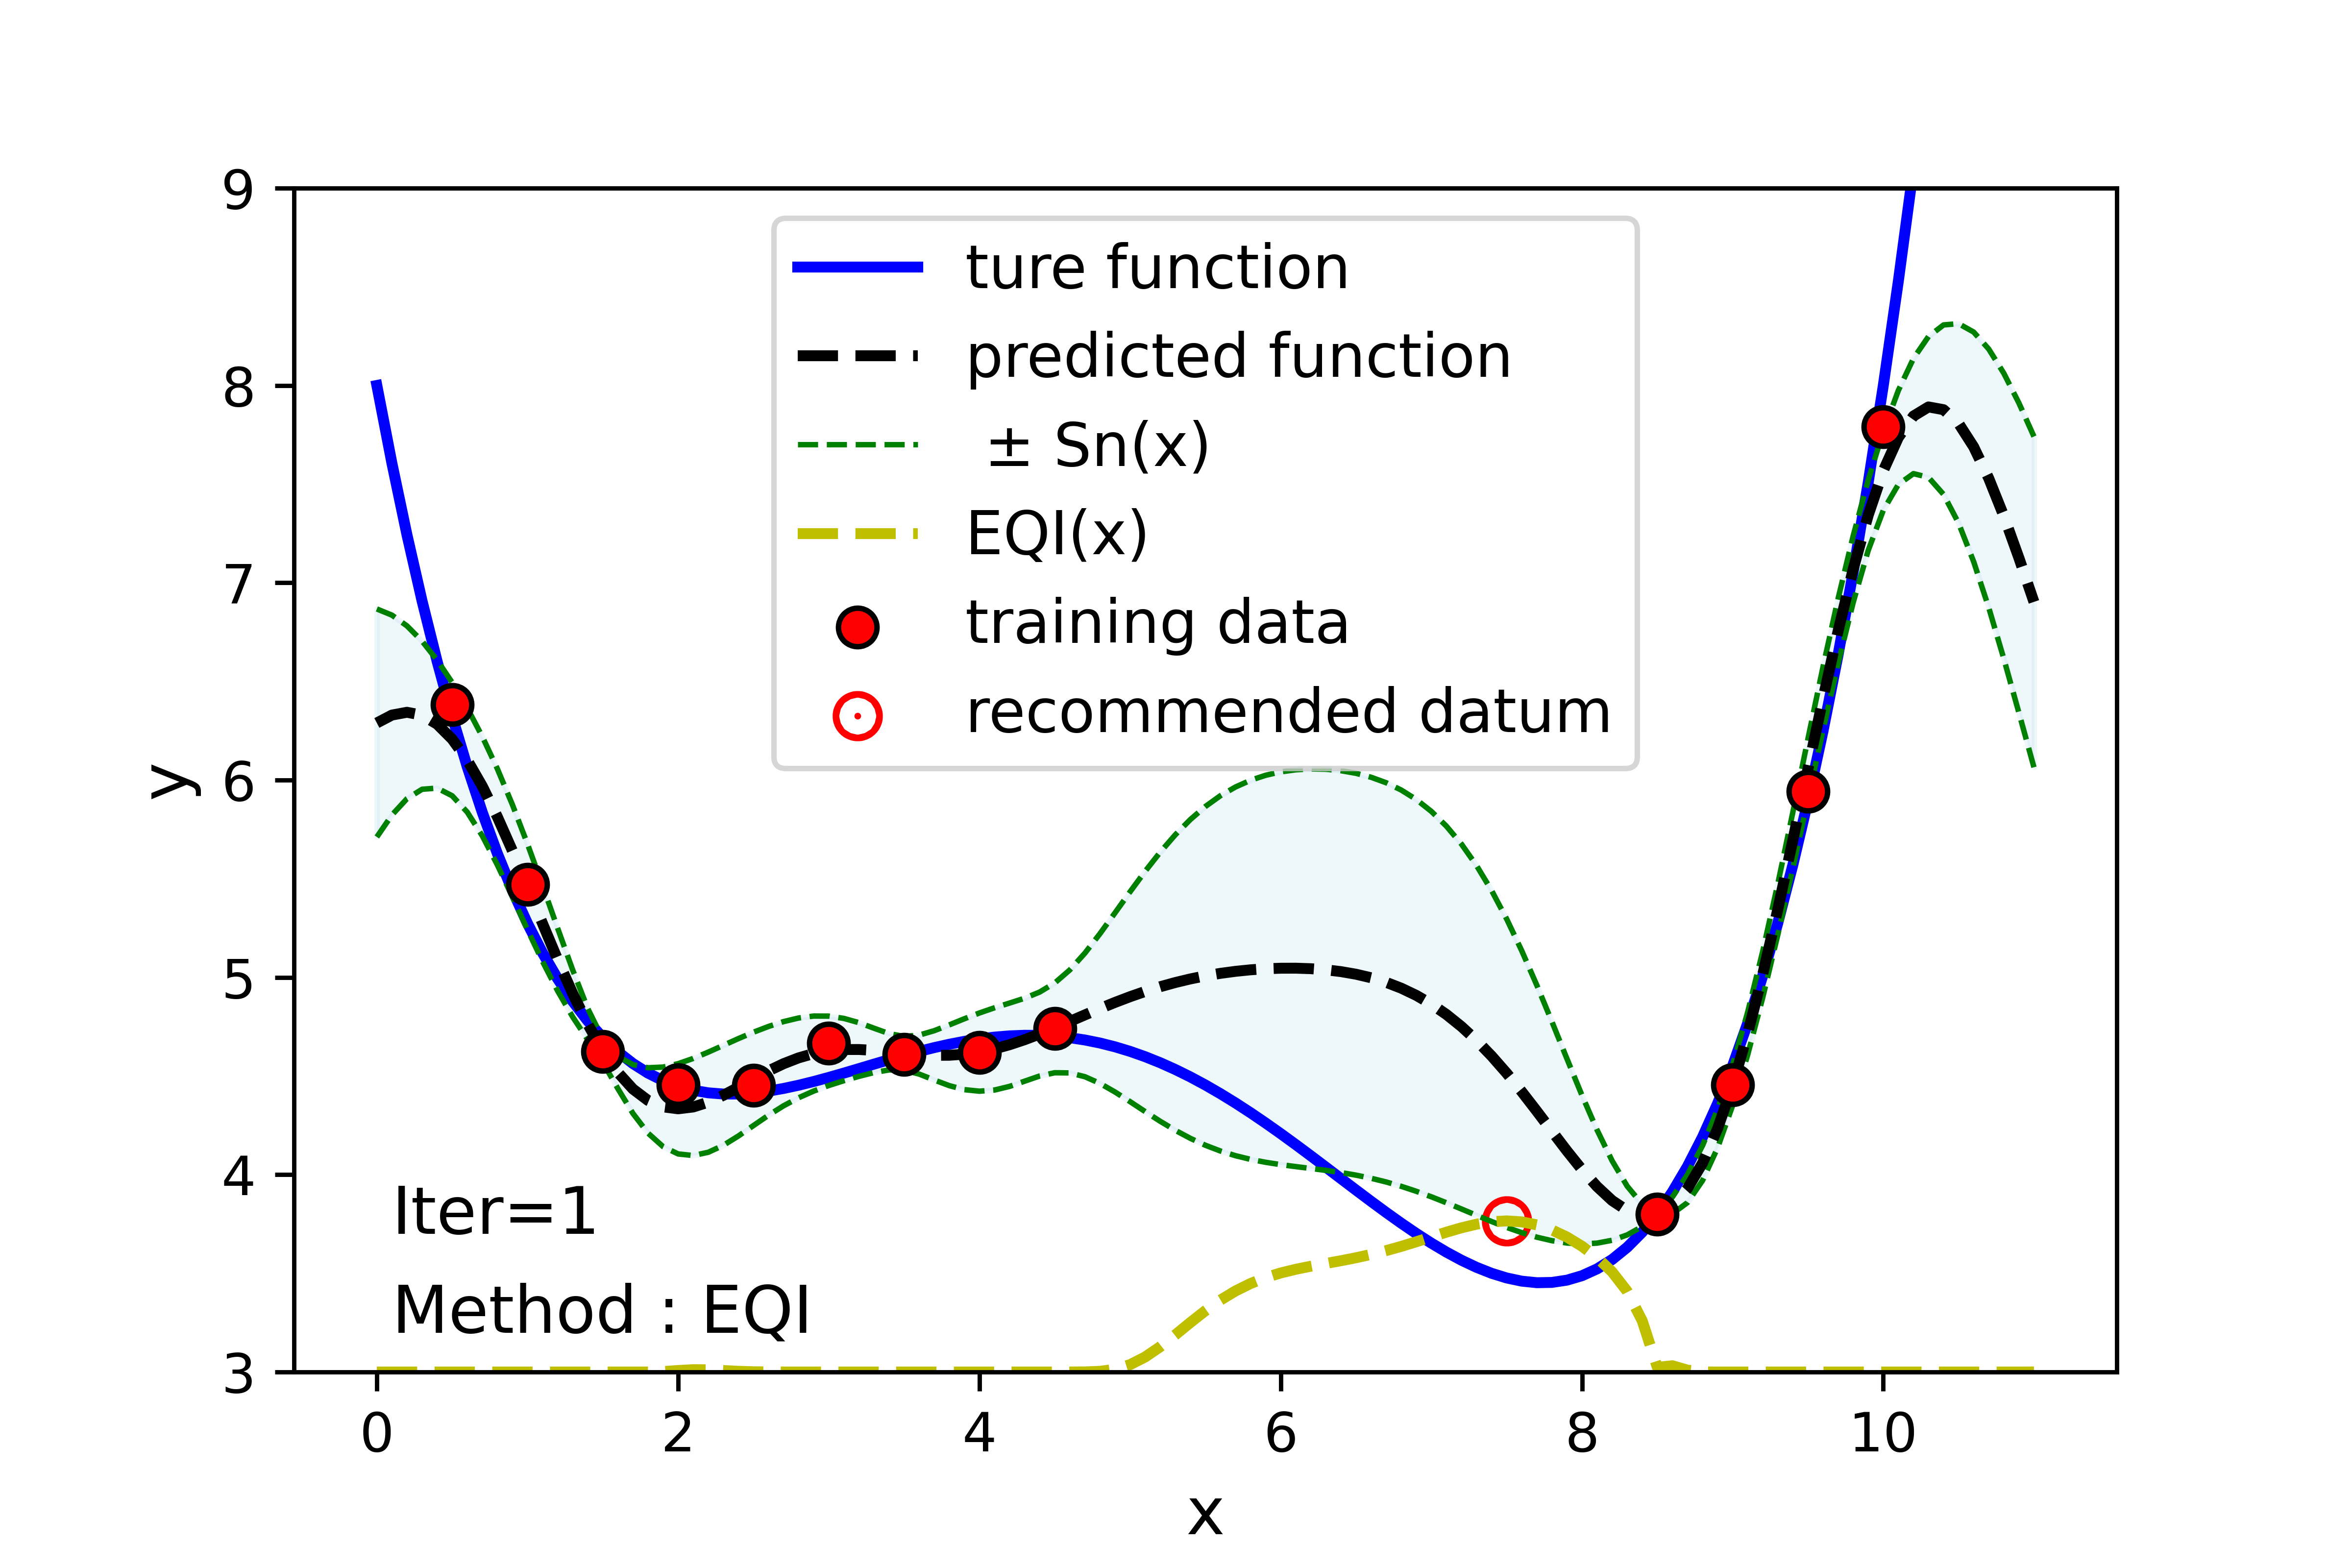 9
8
7
6
5
4
3
y
ture function
predicted function
± Sn(x)
EQI(x)
training data
recommended datum
Iter=1
Method : EQI
0 2 4 6 8 10
x